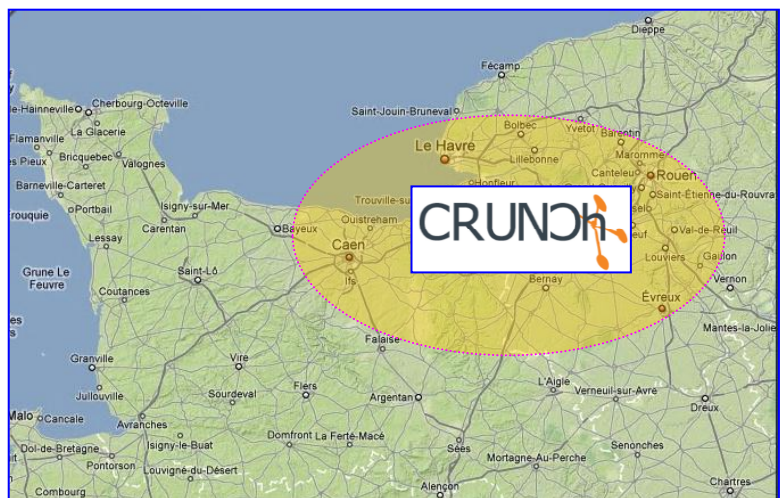 Dieppe
Fécamp
Cherbourg-Octeville
e-Hainneville
La Glacerie
Saint-Jouin-Bruneval
Bolbec
Yvetot
Barentin
Flamanville
Le Havre
Lillebonne
Maromme
es Pieux
Bricquebec
Valognes
Canteleu
Rouen
Barneville-Carteret
Honfleur
Saint-Étienne-du-Rouvra
Trouville-su
Portbail
Isigny-sur-Mer
selo
rouquie
Carentan
Ouistreham
CRUNCh
Bayeux
euf
Val-de-Reuil
Lessay
Caen
Louviers
Gaillon
Grune Le
Feuvre
Saint-Lô
Ifs
Bernay
Vernon
Coutances
Évreux
es
s
Mantes-la-Jolie
Falaise
Granville
Vire
Jullouville
Flers
L'Aigle
Verneuil-sur-Avre
Sourdeval
Argentan
Dreux
Malo
Cancale
Avranches
Dol-de-Bretagne
Isigny-le-Buat
Domfront
La Ferté-Macé
Sées
Senonches
Pontorson
Mortagne-Au-Perche
Louvigné-du-Désert
Combourg
Alençon
Chartres